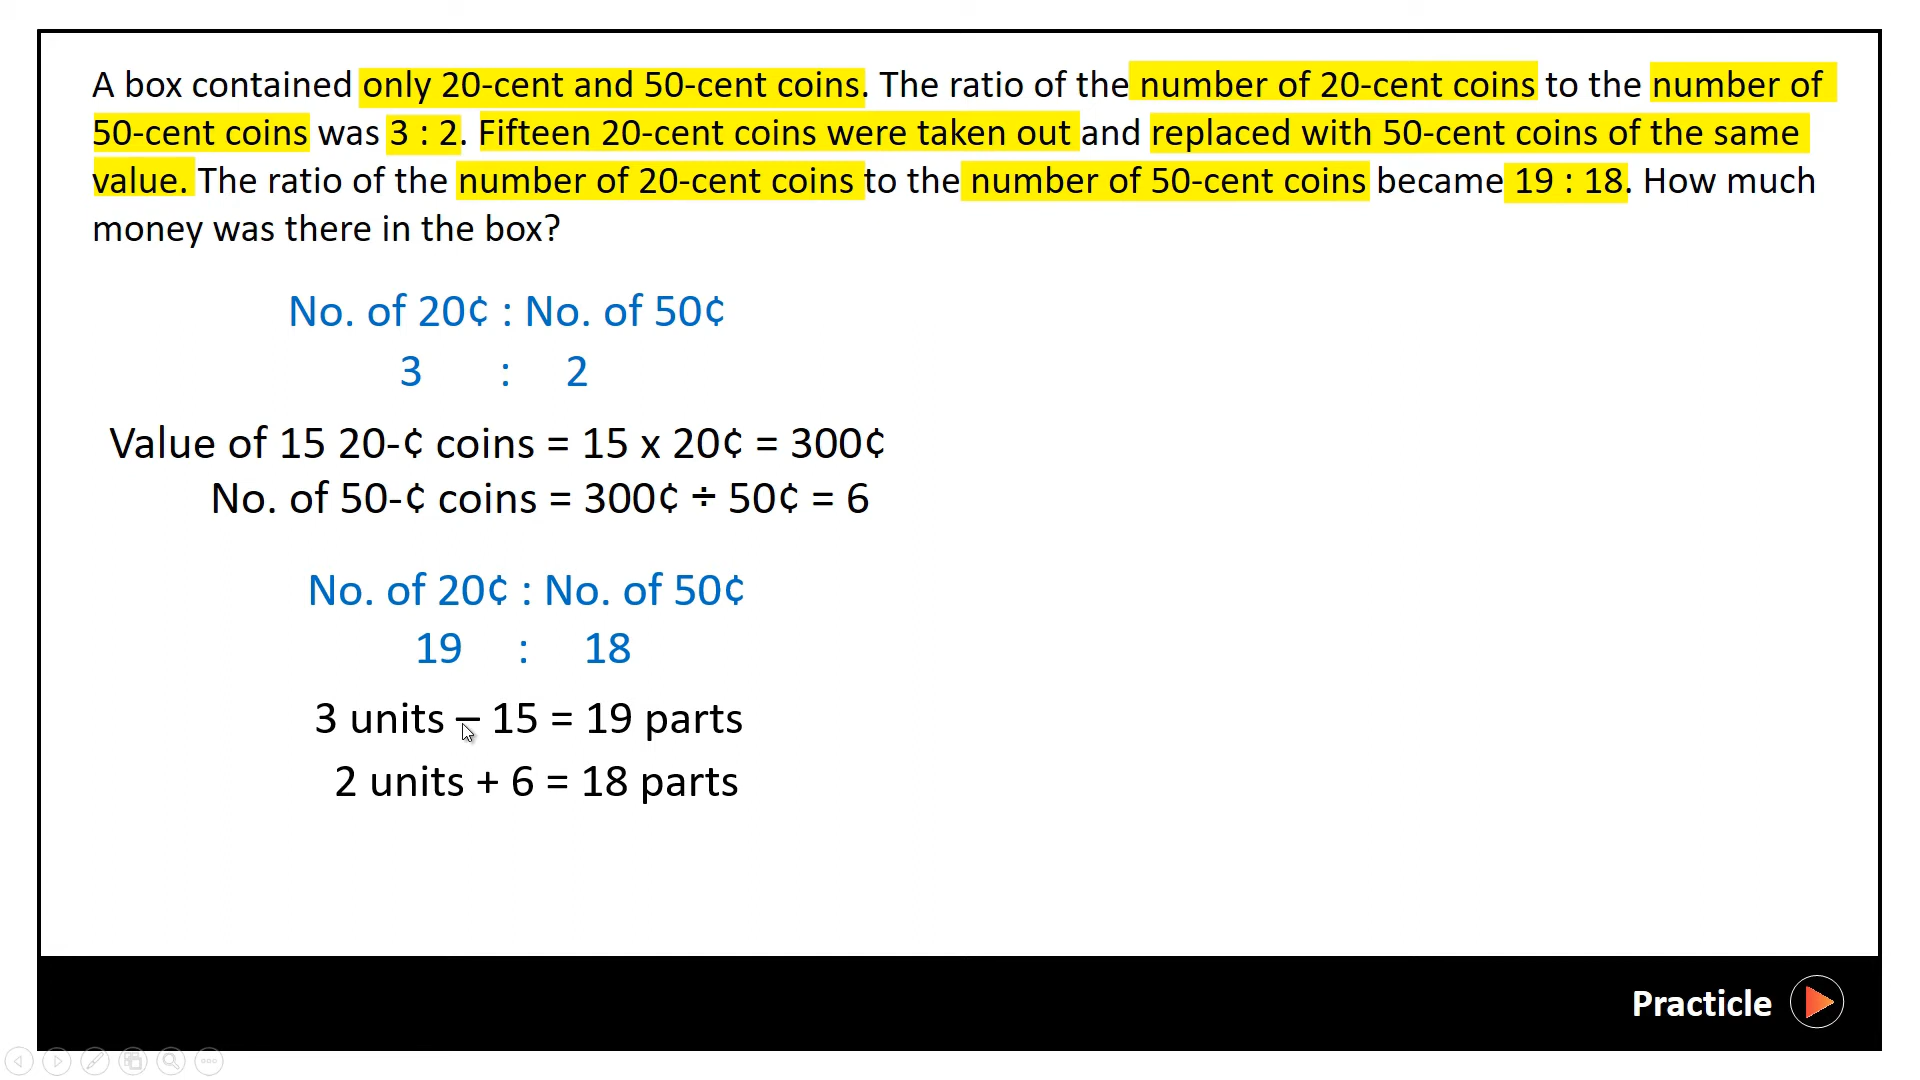 A box contained only 20-cent and 50-cent coins. The ratio of the number of 20-cent coins to the number of
50-cent coins was 3 : 2. Fifteen 20-cent coins were taken out and replaced with 50-cent coins of the same
value. The ratio of the number of 20-cent coins to the number of 50-cent coins became 19 : 18. How much
money was there in the box?
No. of 20¢ : No. of 50¢
3 : 2
Value of 15 20-¢ coins = 15 x 20¢ = 300¢
No. of 50-¢ coins = 300¢ ÷ 50¢ = 6
No. of 20¢ : No. of 50¢
19 : 18
3 units – 15 = 19 parts
2 units + 6 = 18 parts
Practicle